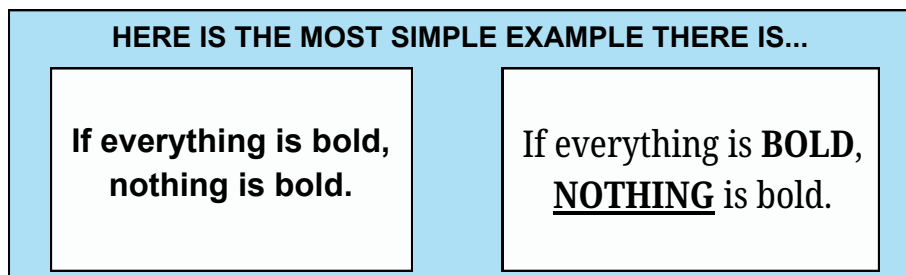 HERE IS THE MOST SIMPLE EXAMPLE THERE IS...
If everything is bold,
nothing is bold.
If everything is BOLD,
NOTHING is bold.